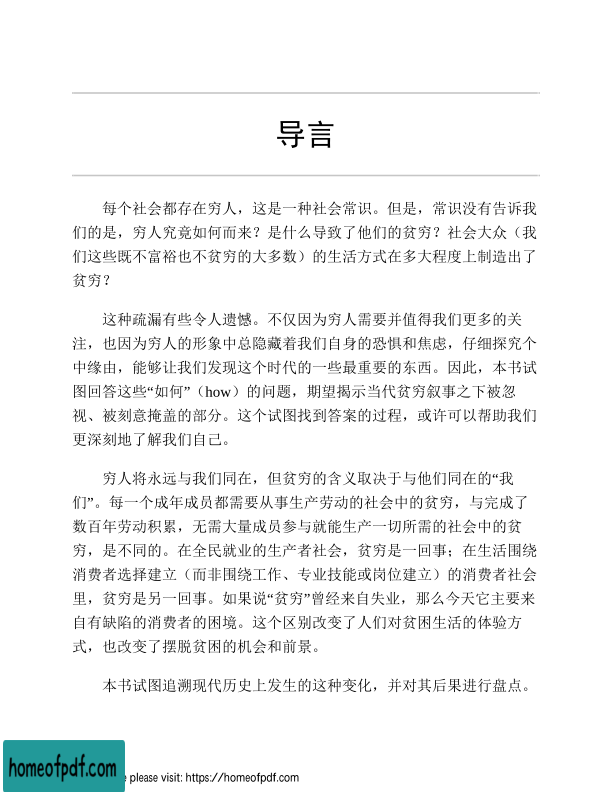 导言
每个社会都存在穷人，这是一种社会常识。但是，常识没有告诉我
们的是，穷人究竟如何而来？是什么导致了他们的贫穷？社会大众（我
们这些既不富裕也不贫穷的大多数）的生活方式在多大程度上制造出了
贫穷？
这种疏漏有些令人遗憾。不仅因为穷人需要并值得我们更多的关
注，也因为穷人的形象中总隐藏着我们自身的恐惧和焦虑，仔细探究个
中缘由，能够让我们发现这个时代的一些最重要的东西。因此，本书试
图回答这些“如何”（how）的问题，期望揭示当代贫穷叙事之下被忽
视、被刻意掩盖的部分。这个试图找到答案的过程，或许可以帮助我们
更深刻地了解我们自己。
穷人将永远与我们同在，但贫穷的含义取决于与他们同在的“我
们”。每一个成年成员都需要从事生产劳动的社会中的贫穷，与完成了
数百年劳动积累，无需大量成员参与就能生产一切所需的社会中的贫
穷，是不同的。在全民就业的生产者社会，贫穷是一回事；在生活围绕
消费者选择建立（而非围绕工作、专业技能或岗位建立）的消费者社会
里，贫穷是另一回事。如果说“贫穷”曾经来自失业，那么今天它主要来
自有缺陷的消费者的困境。这个区别改变了人们对贫困生活的体验方
式，也改变了摆脱贫困的机会和前景。
本书试图追溯现代历史上发生的这种变化，并对其后果进行盘点。
homeofpdf.com
e please visit: https://homeofpdf.com